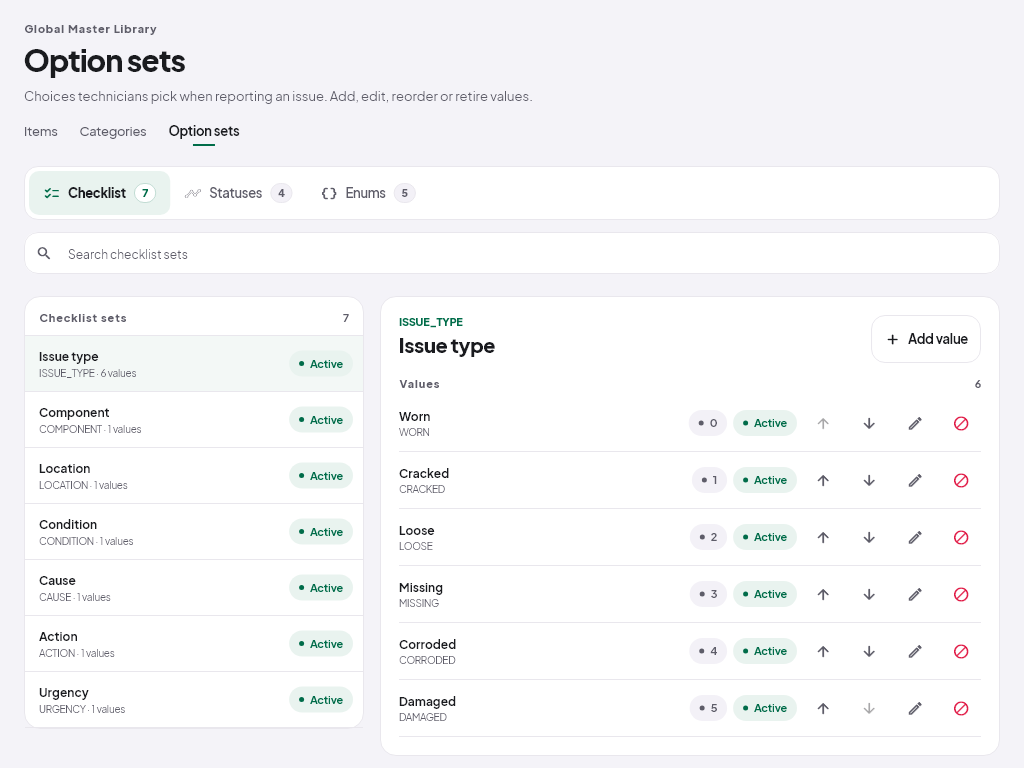 Global Master Library
Option sets
Choices technicians pick when reporting an issue. Add, edit, reorder or retire values.
Items Categories Option sets
Checklist 7 Statuses 4 Enums 5
Search checklist sets
Checklist sets 7
Issue type
ISSUE_TYPE · 6 values
Active
Component
COMPONENT · 1 values
Active
Location
LOCATION · 1 values
Active
Condition
CONDITION · 1 values
Active
Cause
CAUSE · 1 values
Active
Action
ACTION · 1 values
Active
Urgency
URGENCY · 1 values
Active
ISSUE_TYPE
Issue type
Add value
Values 6
Worn
WORN
0 Active
Cracked
CRACKED
1 Active
Loose
LOOSE
2 Active
Missing
MISSING
3 Active
Corroded
CORRODED
4 Active
Damaged
DAMAGED
5 Active